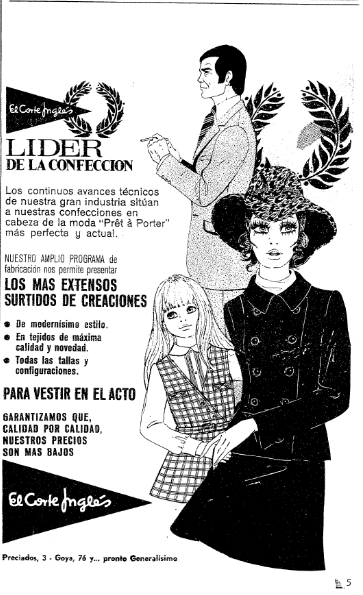 El Corte Inglés
LIDER
DE LA CONFECCION
Los continuos avances técnicos
de nuestra gran industria sitúan
a nuestras confecciones en
cabeza de la moda "Prêt à Porter"
más perfecta y actual.
NUESTRO AMPLIO PROGRAMA de
fabricación nos permite presentar
LOS MAS EXTENSOS
SURTIDOS DE CREACIONES
● De modernísimo estilo.
● En tejidos de máxima
calidad y novedad.
● Todas las tallas y
configuraciones.
PARA VESTIR EN EL ACTO
GARANTIZAMOS QUE,
CALIDAD POR CALIDAD,
NUESTROS PRECIOS
SON MAS BAJOS
El Corte Inglés
Preciados, 3 - Goya, 76 y... pronto Generalísimo
5